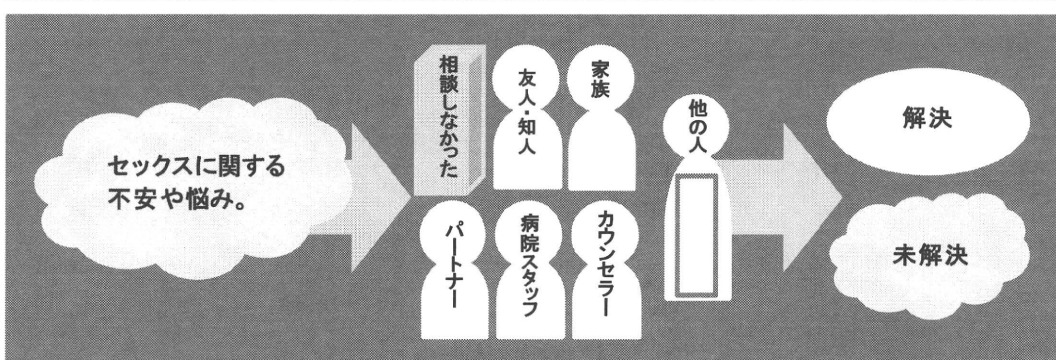 セックスに関する
不安や悩み。
相談しなかった
友人・知人
家族
パートナー
病院スタッフ
カウンセラー
他の人
解決
未解決